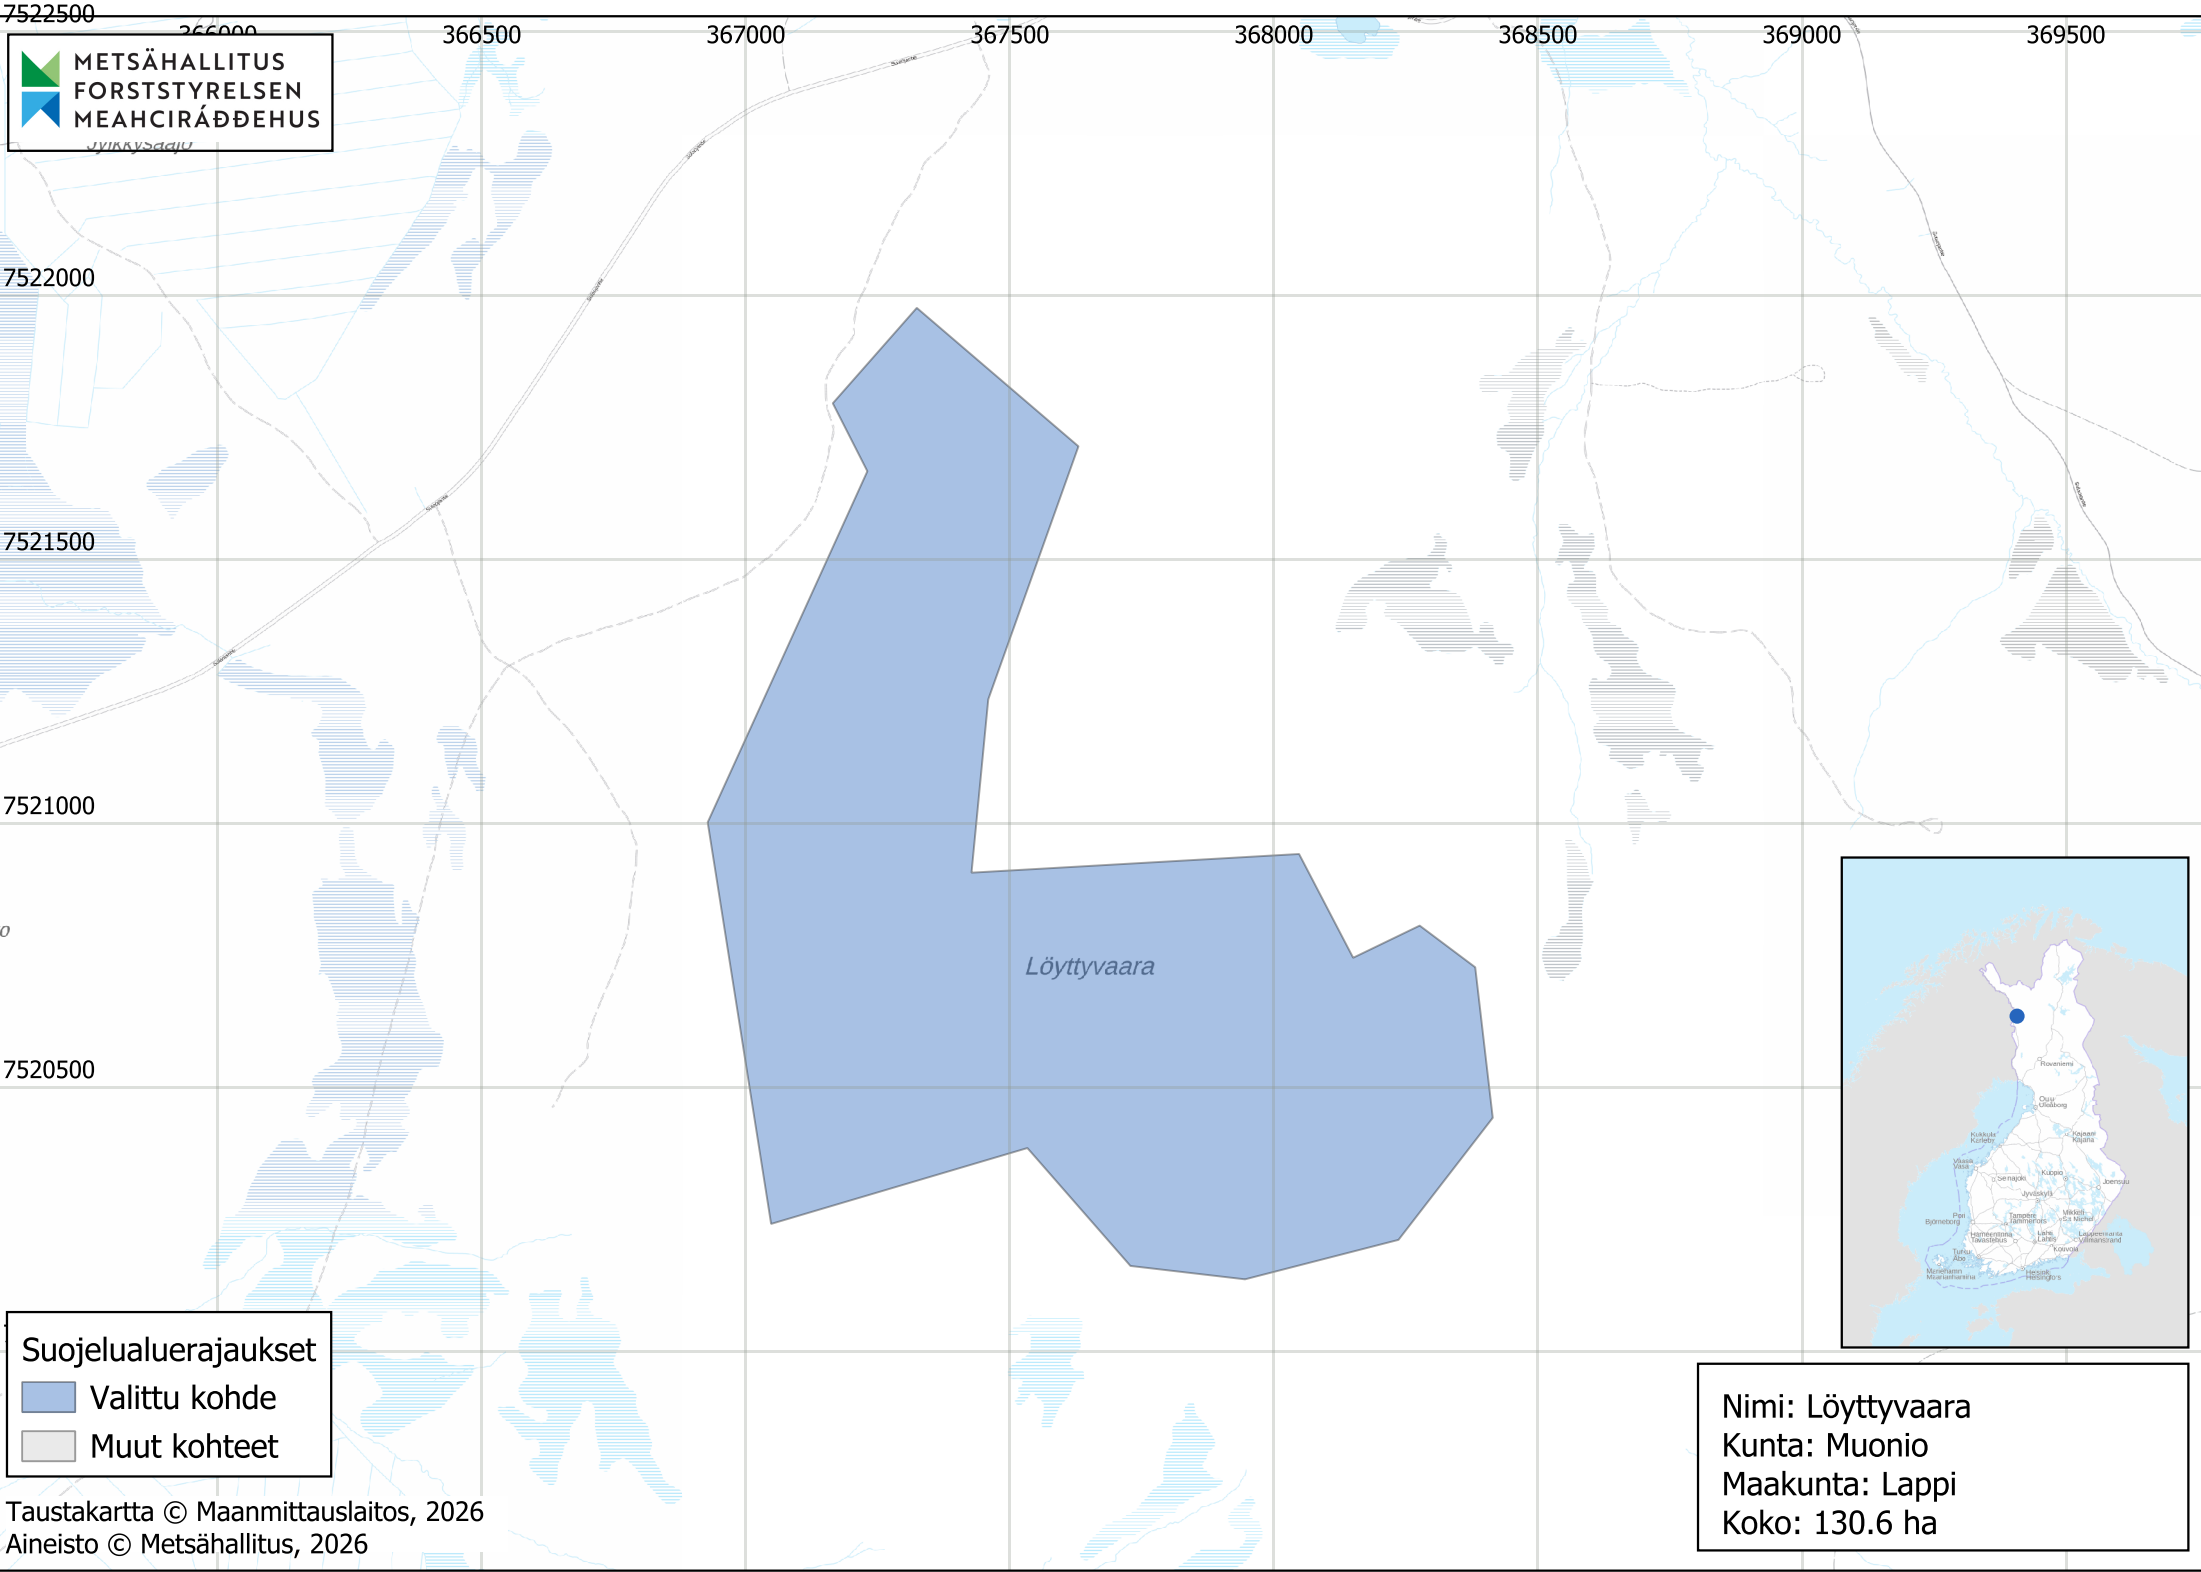 7522500
366500
367000
367500
368000
368500
369000
369500
METSÄHALLITUS
FORSTSTYRELSEN
MEAHCIRÁĐĐEHUS
7522000
7521500
7521000
7520500
Löyttyvaara
Rovaniemi
Oulu
Uleåborg
Kokkola
Karleby
Kajaani
Kajana
Vaasa
Vasa
Kuopio
Seinäjoki
Joensuu
Jyväskylä
Pori
Björneborg
Tampere
Tammerfors
Mikkeli
S:t Michel
Hämeenlinna
Tavastehus
Lahti
Lahtis
Lappeenranta
Villmanstrand
Kouvola
Turku
Åbo
Helsinki
Helsingfors
Mariehamn
Maarianhamina
Suojelualuerajaukset
Valittu kohde
Muut kohteet
Nimi: Löyttyvaara
Kunta: Muonio
Maakunta: Lappi
Koko: 130.6 ha
Taustakartta © Maanmittauslaitos, 2026
Aineisto © Metsähallitus, 2026